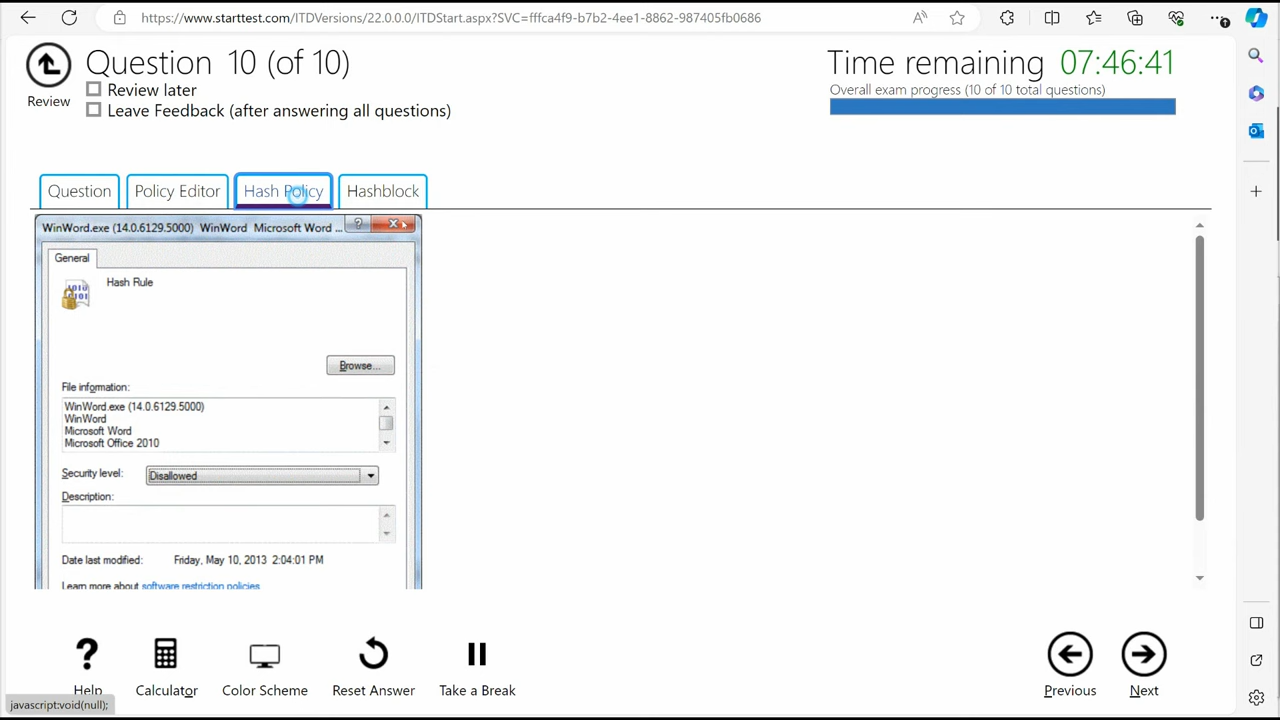 https://www.starttest.com/ITDVersions/22.0.0.0/ITDStart.aspx?SVC=fffca4f9-b7b2-4ee1-8862-987405fb0686
Question 10 (of 10)
Time remaining 07:46:41
Review
Review later
Overall exam progress (10 of 10 total questions)
Leave Feedback (after answering all questions)
Question
Policy Editor
Hash Policy
Hashblock
WinWord.exe (14.0.6129.5000) WinWord Microsoft Word ...
General
Hash Rule
Browse...
File information:
WinWord.exe (14.0.6129.5000)
WinWord
Microsoft Word
Microsoft Office 2010
Security level:
Disallowed
Description:
Date last modified: Friday, May 10, 2013 2:04:01 PM
Learn more about software restriction policies
Help
Calculator
Color Scheme
Reset Answer
Take a Break
Previous
Next
javascript:void(null);